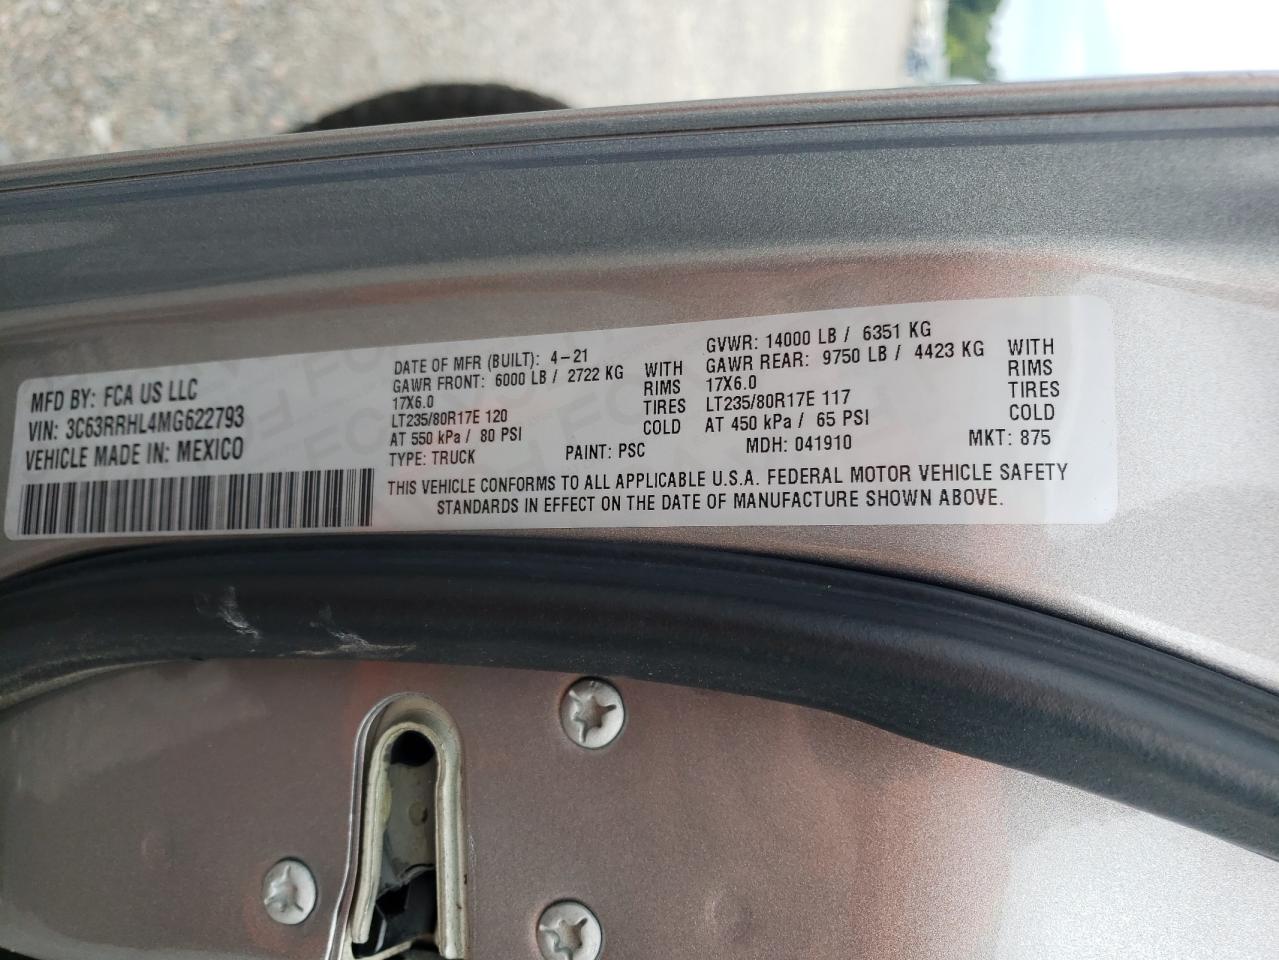 MFD BY: FCA US LLC
VIN: 3C63RRHL4MG622793
VEHICLE MADE IN: MEXICO
DATE OF MFR (BUILT): 4-21
GAWR FRONT: 6000 LB / 2722 KG WITH
17X6.0 RIMS
LT235/80R17E 120 TIRES
AT 550 kPa / 80 PSI COLD
TYPE: TRUCK PAINT: PSC
GVWR: 14000 LB / 6351 KG
GAWR REAR: 9750 LB / 4423 KG WITH
17X6.0 RIMS
LT235/80R17E 117 TIRES
AT 450 kPa / 65 PSI COLD
MDH: 041910 MKT: 875
THIS VEHICLE CONFORMS TO ALL APPLICABLE U.S.A. FEDERAL MOTOR VEHICLE SAFETY
STANDARDS IN EFFECT ON THE DATE OF MANUFACTURE SHOWN ABOVE.